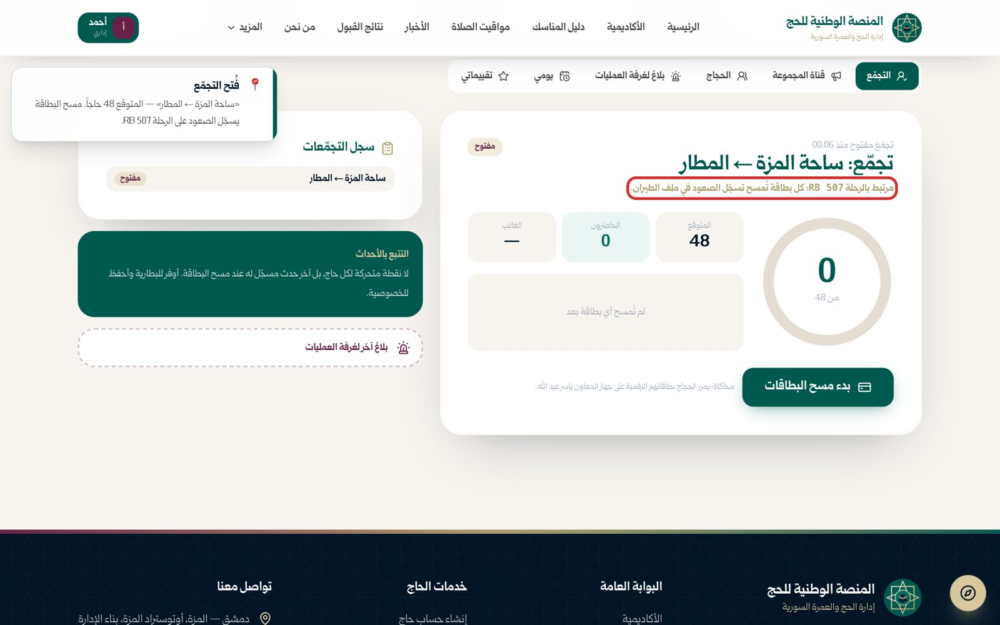 المنصة الوطنية للحج
إدارة الحج والعمرة السورية
الرئيسية
الأكاديمية
دليل المناسك
مواقيت الصلاة
الأخبار
نتائج القبول
من نحن
المزيد
أ
أحمد
إداري
التجمّع
قناة المجموعة
الحجاج
بلاغ لغرفة العمليات
يومي
تقييماتي
فُتح التجمّع
«ساحة المزة ← المطار» — المتوقع 48 حاجاً. مسح البطاقة
يسجّل الصعود على الرحلة RB 507.
تجمّع مفتوح منذ 00:06
مفتوح
تجمّع: ساحة المزة ← المطار
مرتبط بالرحلة RB 507: كل بطاقة تُمسح تسجّل الصعود في ملف الطيران.
0
من 48
المتوقع
48
الحاضرون
0
الغائب
—
لم تُمسح أي بطاقة بعد
بدء مسح البطاقات
محاكاة: يمرر الحجاج بطاقاتهم الرقمية على جهاز المعاون ياسر عبد الله.
سجل التجمّعات
ساحة المزة ← المطار
مفتوح
التتبع بالأحداث
لا نقطة متحركة لكل حاج، بل آخر حدث مسجّل له عند مسح البطاقة. أوفر للبطارية وأحفظ
للخصوصية.
بلاغ آخر لغرفة العمليات
المنصة الوطنية للحج
إدارة الحج والعمرة السورية
البوابة العامة
الأكاديمية
خدمات الحاج
إنشاء حساب حاج
تواصل معنا
دمشق — المزة، أوتوستراد المزة، بناء الإدارة